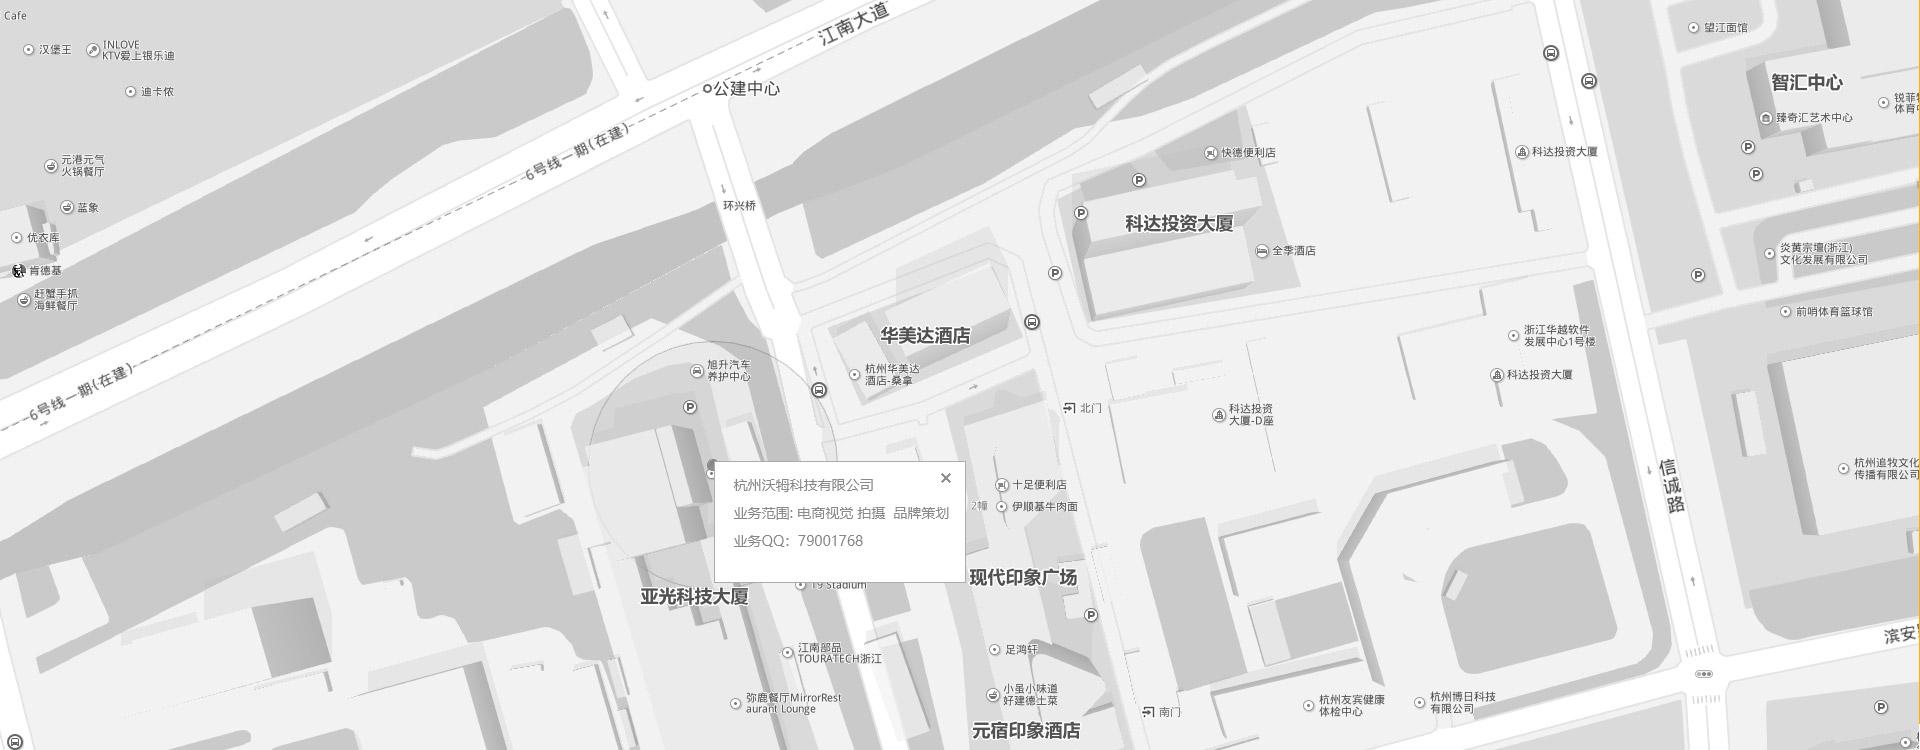 Cafe
汉堡王
INLOVE
KTV爱上银乐迪
迪卡侬
元港元气
火锅餐厅
蓝象
优衣库
肯德基
赶蟹手抓
海鲜餐厅
江南大道
公建中心
6号线一期(在建)
6号线一期(在建)
环兴桥
快德便利店
科达投资大厦
全季酒店
科达投资大厦
望江面馆
智汇中心
臻奇汇艺术中心
炎黄宗壇(浙江)
文化发展有限公司
前哨体育篮球馆
华美达酒店
杭州华美达
酒店-桑拿
旭升汽车
养护中心
浙江华越软件
发展中心1号楼
科达投资大厦
北门
科达投资
大厦-D座
杭州追牧文化
传播有限公司
信诚路
杭州沃姆科技有限公司
业务范围: 电商视觉 拍摄 品牌策划
业务QQ: 79001768
十足便利店
2幢
伊顺基牛肉面
现代印象广场
亚光科技大厦
T9 Stadium
江南部品
TOURATECH浙江
弥鹿餐厅MirrorRest
aurant Lounge
足鸿轩
小虽小味道
好建德土菜
元宿印象酒店
南门
杭州友宾健康
体检中心
杭州博日科技
有限公司
滨安